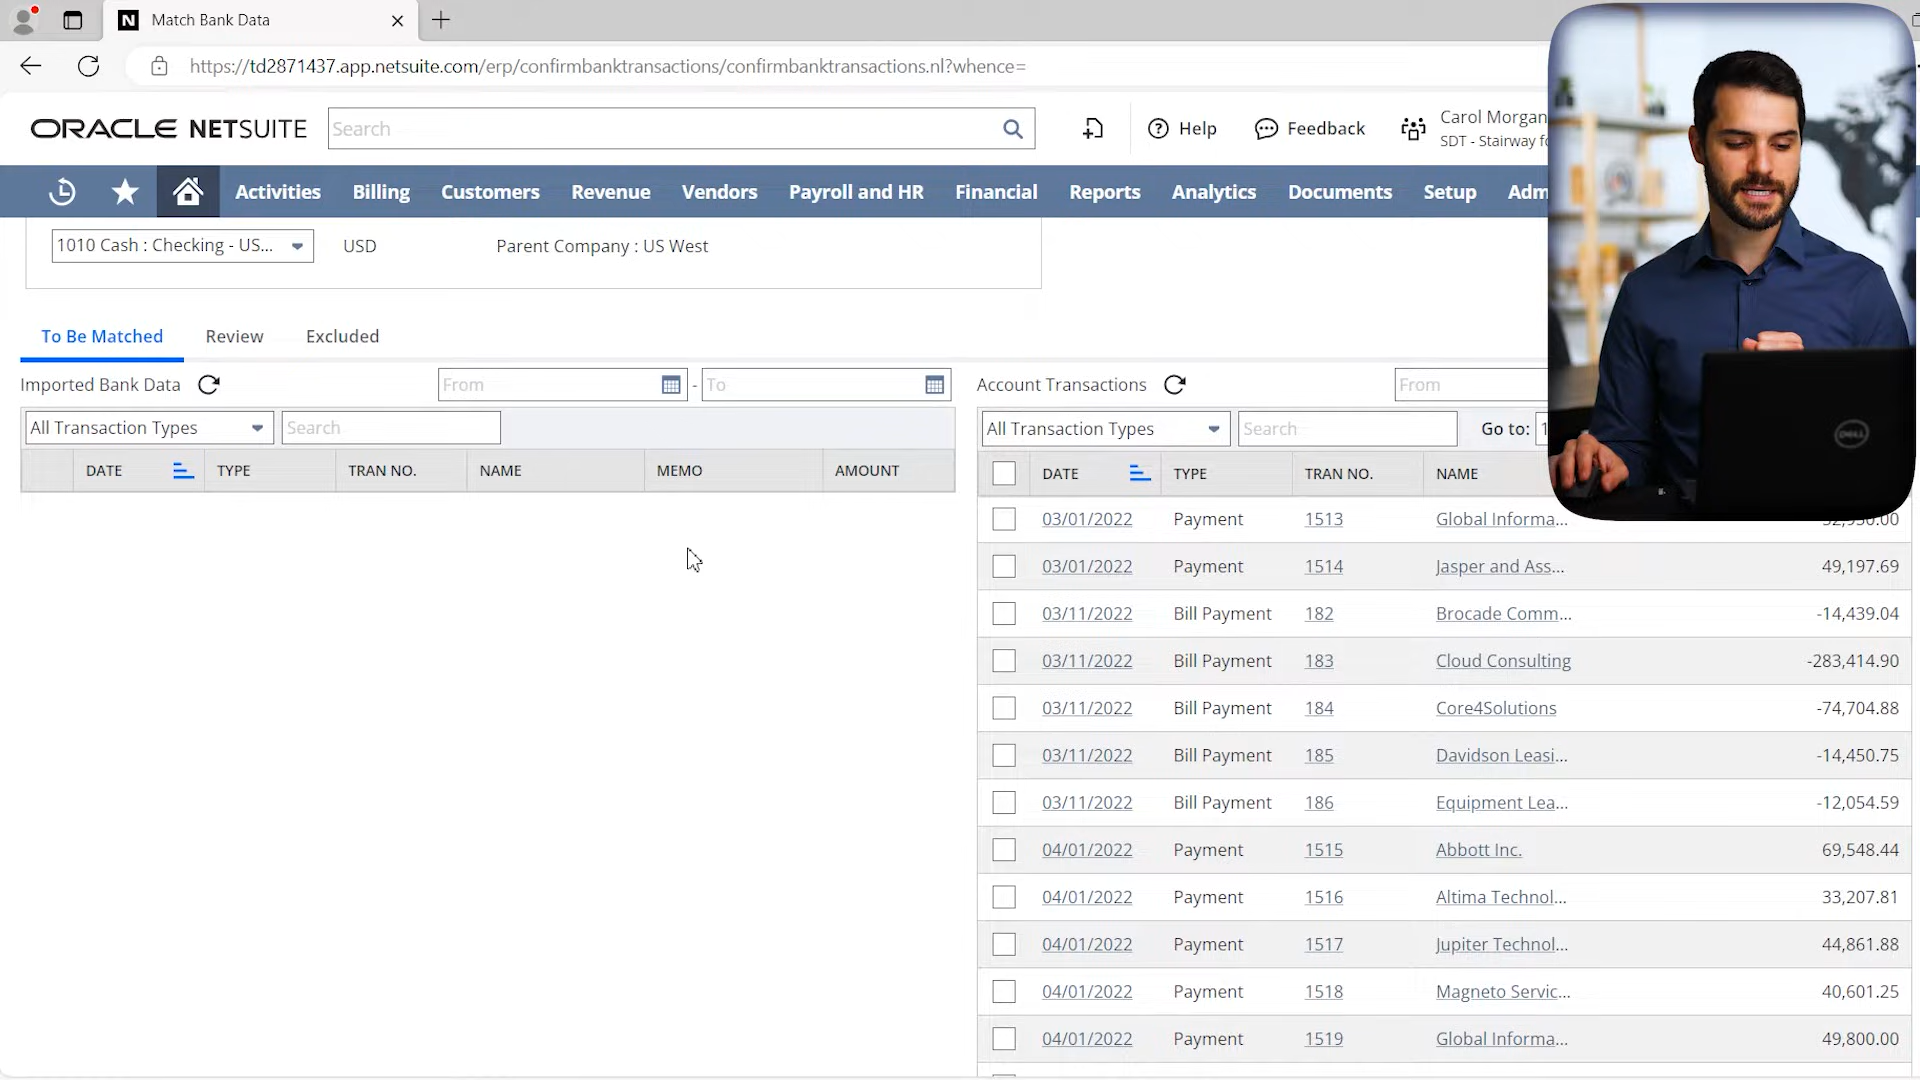 Match Bank Data
https://td2871437.app.netsuite.com/erp/confirmbanktransactions/confirmbanktransactions.nl?whence=
ORACLE NETSUITE
Search
Help
Feedback
Carol Morgan
SDT - Stairway fo
Activities Billing Customers Revenue Vendors Payroll and HR Financial Reports Analytics Documents Setup Adm
1010 Cash : Checking - US... USD Parent Company : US West
To Be Matched Review Excluded
Imported Bank Data From - To
All Transaction Types Search
DATE TYPE TRAN NO. NAME MEMO AMOUNT
Account Transactions From
All Transaction Types Search Go to: 1
DATE TYPE TRAN NO. NAME
03/01/2022 Payment 1513 Global Informa...
03/01/2022 Payment 1514 Jasper and Ass... 49,197.69
03/11/2022 Bill Payment 182 Brocade Comm... -14,439.04
03/11/2022 Bill Payment 183 Cloud Consulting -283,414.90
03/11/2022 Bill Payment 184 Core4Solutions -74,704.88
03/11/2022 Bill Payment 185 Davidson Leasi... -14,450.75
03/11/2022 Bill Payment 186 Equipment Lea... -12,054.59
04/01/2022 Payment 1515 Abbott Inc. 69,548.44
04/01/2022 Payment 1516 Altima Technol... 33,207.81
04/01/2022 Payment 1517 Jupiter Technol... 44,861.88
04/01/2022 Payment 1518 Magneto Servic... 40,601.25
04/01/2022 Payment 1519 Global Informa... 49,800.00
DELL